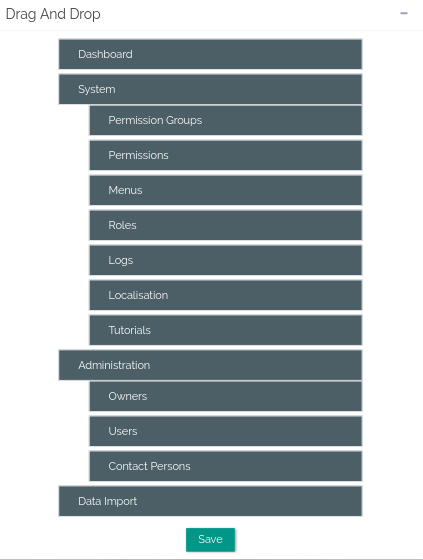 Drag And Drop
Dashboard
System
Permission Groups
Permissions
Menus
Roles
Logs
Localisation
Tutorials
Administration
Owners
Users
Contact Persons
Data Import
Save